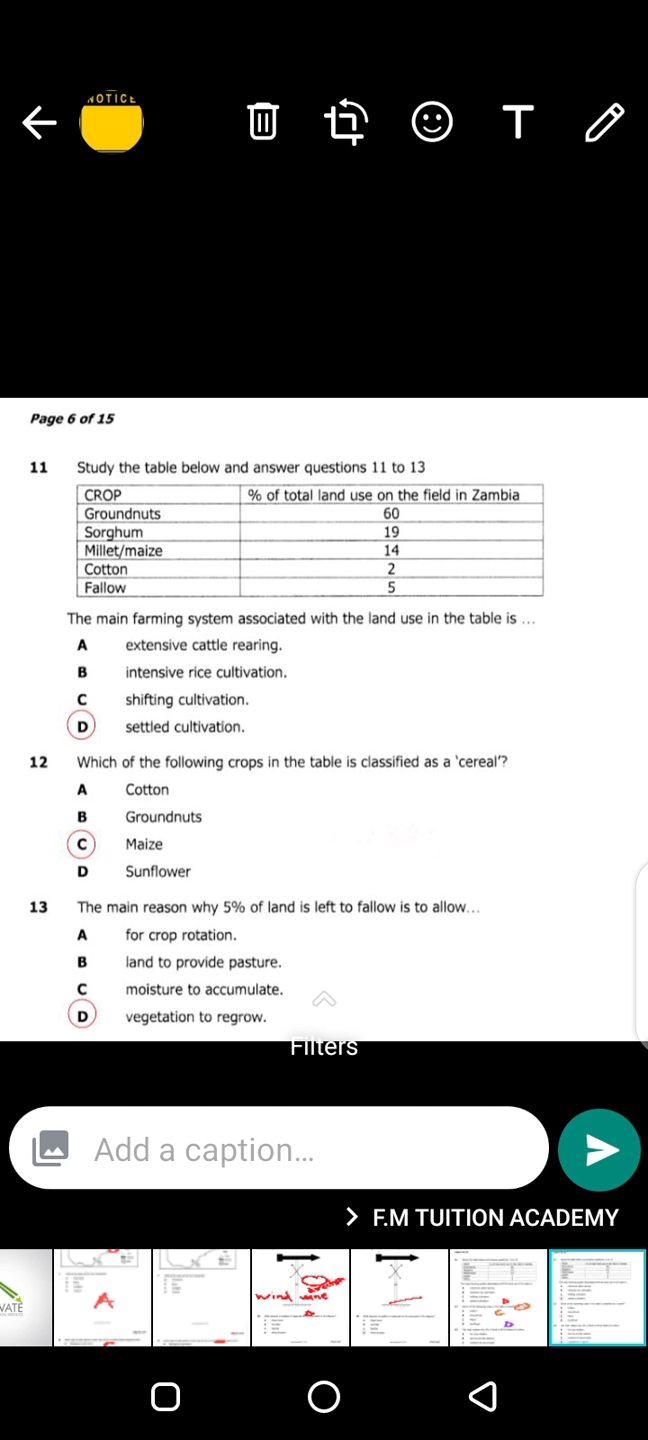 NOTICE
T
Page 6 of 15
11 Study the table below and answer questions 11 to 13
CROP % of total land use on the field in Zambia
Groundnuts 60
Sorghum 19
Millet/maize 14
Cotton 2
Fallow 5
The main farming system associated with the land use in the table is ...
A extensive cattle rearing.
B intensive rice cultivation.
C shifting cultivation.
D settled cultivation.
12 Which of the following crops in the table is classified as a 'cereal'?
A Cotton
B Groundnuts
C Maize
D Sunflower
13 The main reason why 5% of land is left to fallow is to allow...
A for crop rotation.
B land to provide pasture.
C moisture to accumulate.
D vegetation to regrow.
Filters
Add a caption...
F.M TUITION ACADEMY
VATE
A
wind vane
D
C
D